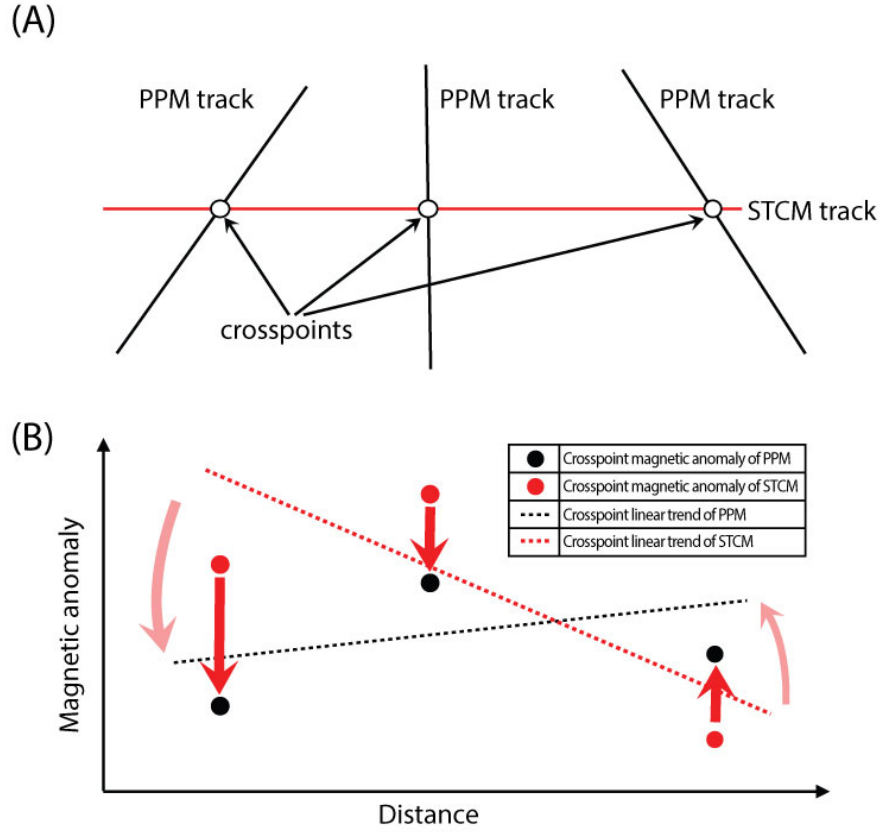 (A)
PPM track
PPM track
PPM track
STCM track
crosspoints
(B)
Crosspoint magnetic anomaly of PPM
Crosspoint magnetic anomaly of STCM
Crosspoint linear trend of PPM
Crosspoint linear trend of STCM
Magnetic anomaly
Distance